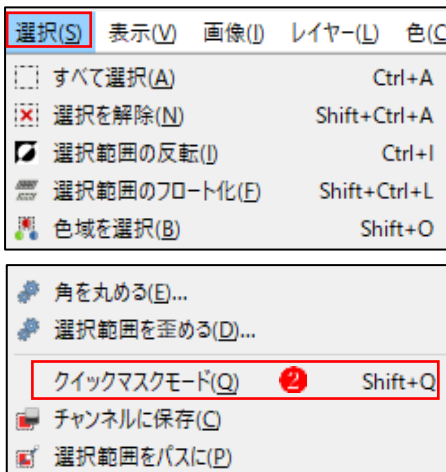 選択(S) 表示(V) 画像(I) レイヤー(L) 色(C
すべて選択(A) Ctrl+A
選択を解除(N) Shift+Ctrl+A
選択範囲の反転(I) Ctrl+I
選択範囲のフロート化(F) Shift+Ctrl+L
色域を選択(B) Shift+O
角を丸める(E)...
選択範囲を歪める(D)...
クイックマスクモード(Q) 2 Shift+Q
チャンネルに保存(C)
選択範囲をパスに(P)